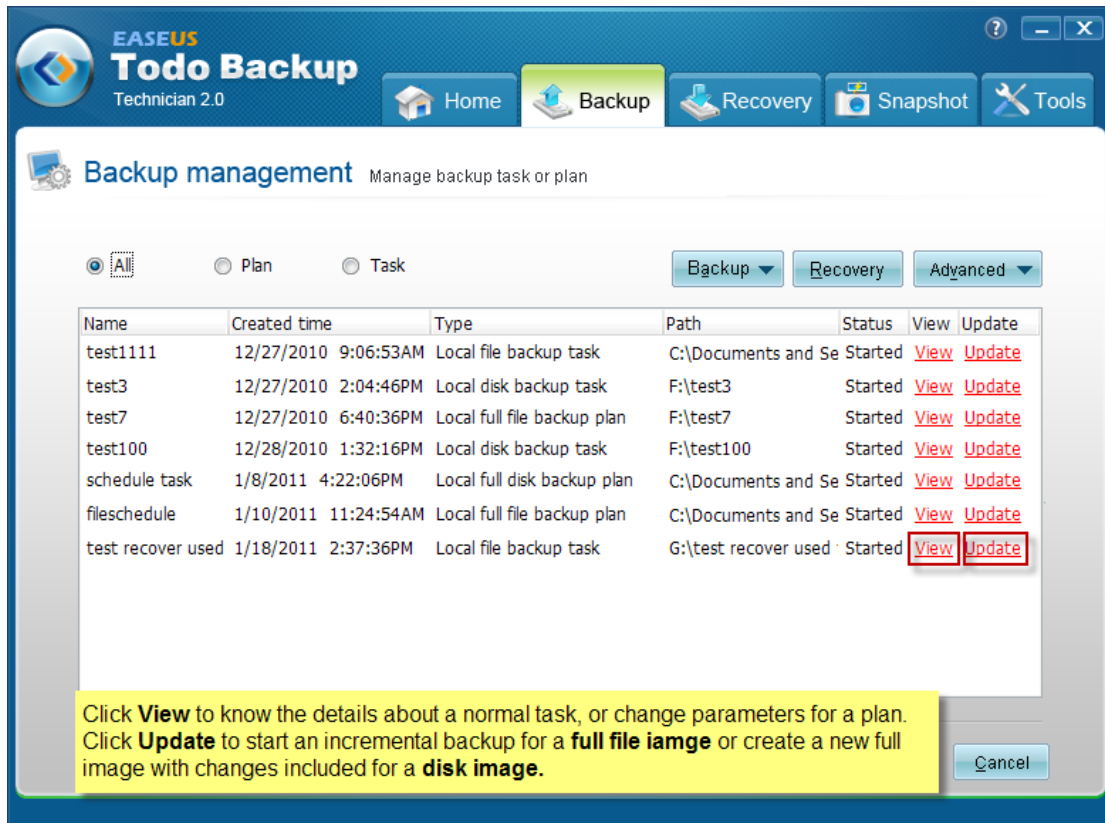 EASEUS
Todo Backup
Technician 2.0
?
Home
Backup
Recovery
Snapshot
Tools
Backup management Manage backup task or plan
All Plan Task
Backup Recovery Advanced
Name Created time Type Path Status View Update
test1111 12/27/2010 9:06:53AM Local file backup task C:\Documents and Se Started View Update
test3 12/27/2010 2:04:46PM Local disk backup task F:\test3 Started View Update
test7 12/27/2010 6:40:36PM Local full file backup plan F:\test7 Started View Update
test100 12/28/2010 1:32:16PM Local disk backup task F:\test100 Started View Update
schedule task 1/8/2011 4:22:06PM Local full disk backup plan C:\Documents and Se Started View Update
fileschedule 1/10/2011 11:24:54AM Local full file backup plan C:\Documents and Se Started View Update
test recover used 1/18/2011 2:37:36PM Local file backup task G:\test recover used Started View Update
Click View to know the details about a normal task, or change parameters for a plan.
Click Update to start an incremental backup for a full file iamge or create a new full
image with changes included for a disk image.
Cancel